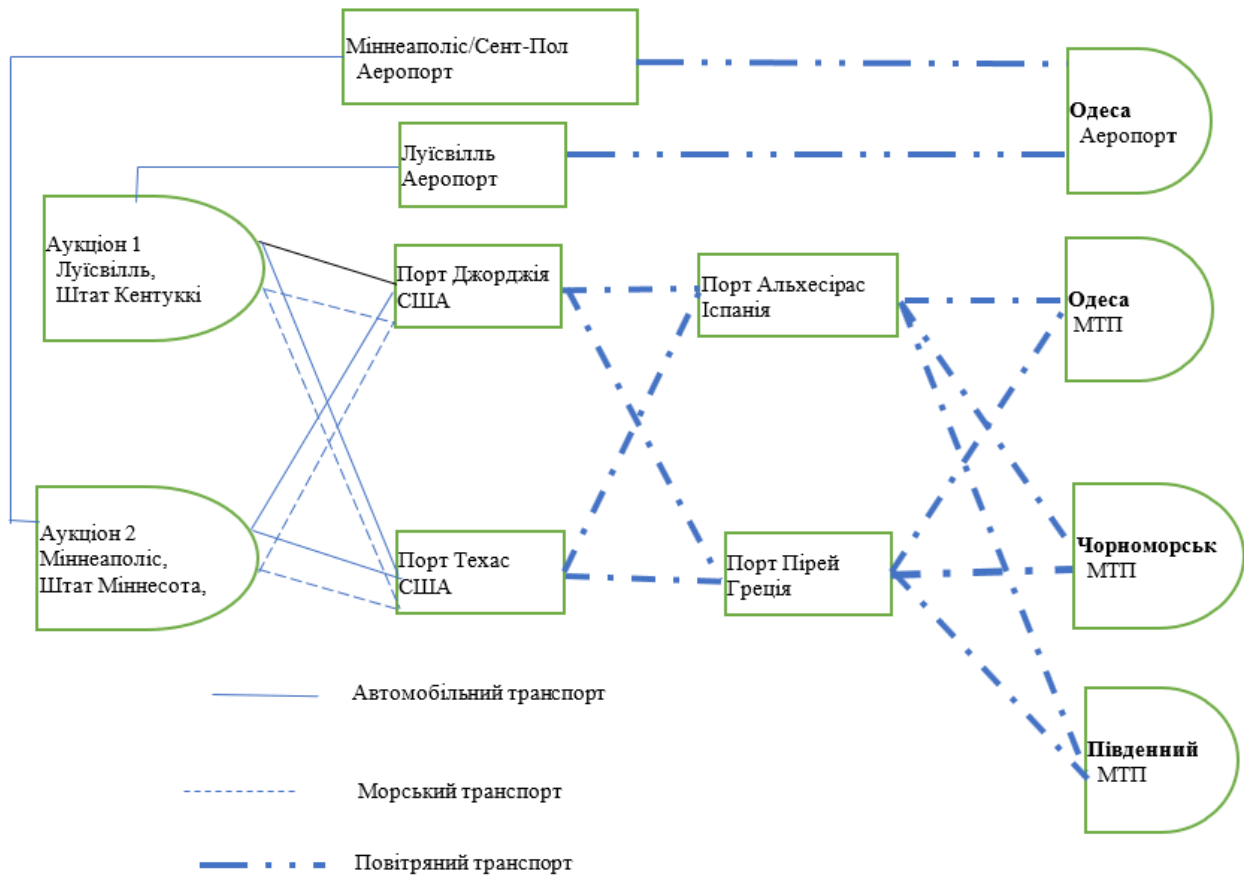 Міннеаполіс/Сент-Пол
Аеропорт
Одеса
Аеропорт
Луїсвілль
Аеропорт
Аукціон 1
Луїсвілль,
Штат Кентуккі
Порт Джорджія
США
Порт Альхесірас
Іспанія
Одеса
МТП
Аукціон 2
Міннеаполіс,
Штат Міннесота,
Порт Техас
США
Порт Пірей
Греція
Чорноморськ
МТП
Південний
МТП
Автомобільний транспорт
Морський транспорт
Повітряний транспорт